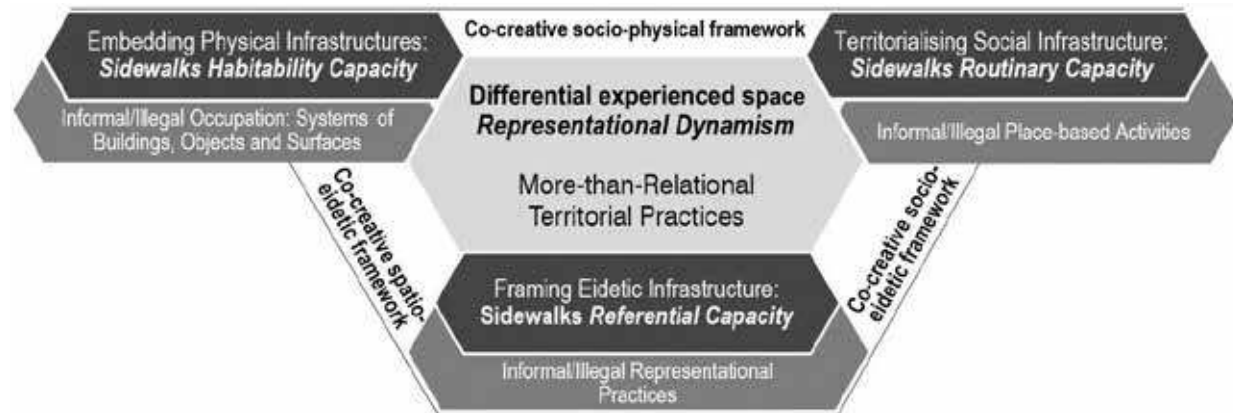 Embedding Physical Infrastructures:
Sidewalks Habitability Capacity
Informal/Illegal Occupation: Systems of
Buildings, Objects and Surfaces
Co-creative socio-physical framework
Territorialising Social Infrastructure:
Sidewalks Routinary Capacity
Informal/Illegal Place-based Activities
Differential experienced space
Representational Dynamism
More-than-Relational
Territorial Practices
Co-creative spatio-
eidetic framework
Co-creative socio-
eidetic framework
Framing Eidetic Infrastructure:
Sidewalks Referential Capacity
Informal/Illegal Representational
Practices